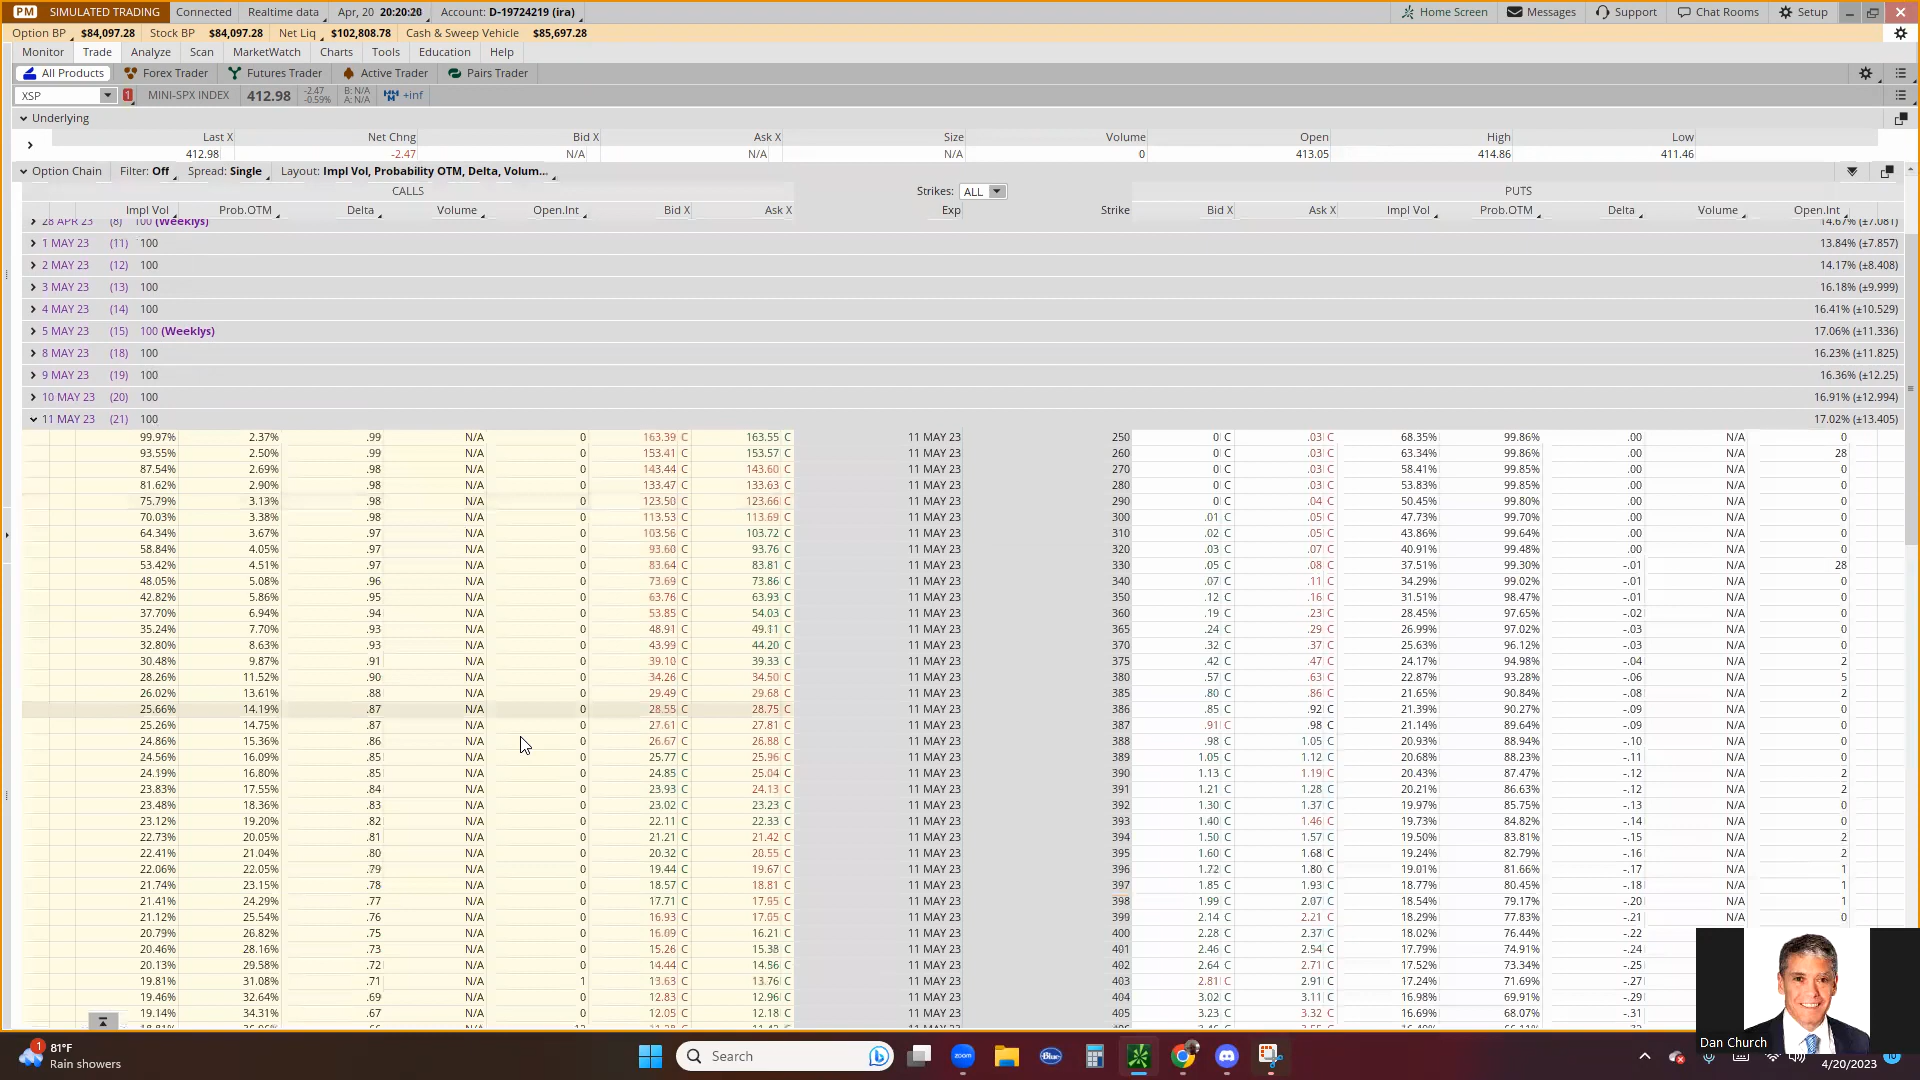 PM SIMULATED TRADING Connected Realtime data Apr, 20 20:20:20 Account: D-19724219 (ira) Home Screen Messages Support Chat Rooms Setup
Option BP $84,097.28 Stock BP $84,097.28 Net Liq $102,808.78 Cash & Sweep Vehicle $85,697.28
Monitor Trade Analyze Scan MarketWatch Charts Tools Education Help
All Products Forex Trader Futures Trader Active Trader Pairs Trader
XSP 1 MINI-SPX INDEX 412.98 -2.47 -0.59% B: N/A A: N/A +inf
Underlying
Last X Net Chng Bid X Ask X Size Volume Open High Low
412.98 -2.47 N/A N/A N/A 0 413.05 414.86 411.46
Option Chain Filter: Off Spread: Single Layout: Impl Vol, Probability OTM, Delta, Volum...
CALLS Strikes: ALL PUTS
Impl Vol Prob.OTM Delta Volume Open.Int Bid X Ask X Exp Strike Bid X Ask X Impl Vol Prob.OTM Delta Volume Open.Int
28 APR 23 (8) 100 (Weeklys) 14.67% (±7.081)
1 MAY 23 (11) 100 13.84% (±7.857)
2 MAY 23 (12) 100 14.17% (±8.408)
3 MAY 23 (13) 100 16.18% (±9.999)
4 MAY 23 (14) 100 16.41% (±10.529)
5 MAY 23 (15) 100 (Weeklys) 17.06% (±11.336)
8 MAY 23 (18) 100 16.23% (±11.825)
9 MAY 23 (19) 100 16.36% (±12.25)
10 MAY 23 (20) 100 16.91% (±12.994)
11 MAY 23 (21) 100 17.02% (±13.405)
99.97% 2.37% .99 N/A 0 163.39 C 163.55 C 11 MAY 23 250 0 C .03 C 68.35% 99.86% .00 N/A 0
93.55% 2.50% .99 N/A 0 153.41 C 153.57 C 11 MAY 23 260 0 C .03 C 63.34% 99.86% .00 N/A 28
87.54% 2.69% .98 N/A 0 143.44 C 143.60 C 11 MAY 23 270 0 C .03 C 58.41% 99.85% .00 N/A 0
81.62% 2.90% .98 N/A 0 133.47 C 133.63 C 11 MAY 23 280 0 C .03 C 53.83% 99.85% .00 N/A 0
75.79% 3.13% .98 N/A 0 123.50 C 123.66 C 11 MAY 23 290 0 C .04 C 50.45% 99.80% .00 N/A 0
70.03% 3.38% .98 N/A 0 113.53 C 113.69 C 11 MAY 23 300 .01 C .05 C 47.73% 99.70% .00 N/A 0
64.34% 3.67% .97 N/A 0 103.56 C 103.72 C 11 MAY 23 310 .02 C .05 C 43.86% 99.64% .00 N/A 0
58.84% 4.05% .97 N/A 0 93.60 C 93.76 C 11 MAY 23 320 .03 C .07 C 40.91% 99.48% .00 N/A 0
53.42% 4.51% .97 N/A 0 83.64 C 83.81 C 11 MAY 23 330 .05 C .08 C 37.51% 99.30% -.01 N/A 28
48.05% 5.08% .96 N/A 0 73.69 C 73.86 C 11 MAY 23 340 .07 C .11 C 34.29% 99.02% -.01 N/A 0
42.82% 5.86% .95 N/A 0 63.76 C 63.93 C 11 MAY 23 350 .12 C .16 C 31.51% 98.47% -.01 N/A 0
37.70% 6.94% .94 N/A 0 53.85 C 54.03 C 11 MAY 23 360 .19 C .23 C 28.45% 97.65% -.02 N/A 0
35.24% 7.70% .93 N/A 0 48.91 C 49.11 C 11 MAY 23 365 .24 C .29 C 26.99% 97.02% -.03 N/A 0
32.80% 8.63% .93 N/A 0 43.99 C 44.20 C 11 MAY 23 370 .32 C .37 C 25.63% 96.12% -.03 N/A 0
30.48% 9.87% .91 N/A 0 39.10 C 39.33 C 11 MAY 23 375 .42 C .47 C 24.17% 94.98% -.04 N/A 2
28.26% 11.52% .90 N/A 0 34.26 C 34.50 C 11 MAY 23 380 .57 C .63 C 22.87% 93.28% -.06 N/A 5
26.02% 13.61% .88 N/A 0 29.49 C 29.68 C 11 MAY 23 385 .80 C .86 C 21.65% 90.84% -.08 N/A 2
25.66% 14.19% .87 N/A 0 28.55 C 28.75 C 11 MAY 23 386 .85 C .92 C 21.39% 90.27% -.09 N/A 0
25.26% 14.75% .87 N/A 0 27.61 C 27.81 C 11 MAY 23 387 .91 C .98 C 21.14% 89.64% -.09 N/A 0
24.86% 15.36% .86 N/A 0 26.67 C 26.88 C 11 MAY 23 388 .98 C 1.05 C 20.93% 88.94% -.10 N/A 0
24.56% 16.09% .85 N/A 0 25.77 C 25.96 C 11 MAY 23 389 1.05 C 1.12 C 20.68% 88.23% -.11 N/A 0
24.19% 16.80% .85 N/A 0 24.85 C 25.04 C 11 MAY 23 390 1.13 C 1.19 C 20.43% 87.47% -.12 N/A 2
23.83% 17.55% .84 N/A 0 23.93 C 24.13 C 11 MAY 23 391 1.21 C 1.28 C 20.21% 86.63% -.12 N/A 2
23.48% 18.36% .83 N/A 0 23.02 C 23.23 C 11 MAY 23 392 1.30 C 1.37 C 19.97% 85.75% -.13 N/A 0
23.12% 19.20% .82 N/A 0 22.11 C 22.33 C 11 MAY 23 393 1.40 C 1.46 C 19.73% 84.82% -.14 N/A 0
22.73% 20.05% .81 N/A 0 21.21 C 21.42 C 11 MAY 23 394 1.50 C 1.57 C 19.50% 83.81% -.15 N/A 2
22.41% 21.04% .80 N/A 0 20.32 C 20.55 C 11 MAY 23 395 1.60 C 1.68 C 19.24% 82.79% -.16 N/A 2
22.06% 22.05% .79 N/A 0 19.44 C 19.67 C 11 MAY 23 396 1.72 C 1.80 C 19.01% 81.66% -.17 N/A 1
21.74% 23.15% .78 N/A 0 18.57 C 18.81 C 11 MAY 23 397 1.85 C 1.93 C 18.77% 80.45% -.18 N/A 1
21.41% 24.29% .77 N/A 0 17.71 C 17.95 C 11 MAY 23 398 1.99 C 2.07 C 18.54% 79.17% -.20 N/A 1
21.12% 25.54% .76 N/A 0 16.93 C 17.05 C 11 MAY 23 399 2.14 C 2.21 C 18.29% 77.83% -.21 N/A 0
20.79% 26.82% .75 N/A 0 16.09 C 16.21 C 11 MAY 23 400 2.28 C 2.37 C 18.02% 76.44% -.22
20.46% 28.16% .73 N/A 0 15.26 C 15.38 C 11 MAY 23 401 2.46 C 2.54 C 17.79% 74.91% -.24
20.13% 29.58% .72 N/A 0 14.44 C 14.56 C 11 MAY 23 402 2.64 C 2.71 C 17.52% 73.34% -.25
19.81% 31.08% .71 N/A 1 13.63 C 13.76 C 11 MAY 23 403 2.81 C 2.91 C 17.24% 71.69% -.27
19.46% 32.64% .69 N/A 0 12.83 C 12.96 C 11 MAY 23 404 3.02 C 3.11 C 16.98% 69.91% -.29
19.14% 34.31% .67 N/A 0 12.05 C 12.18 C 11 MAY 23 405 3.23 C 3.32 C 16.69% 68.07% -.31
Dan Church
1 81°F
Rain showers
Search
zoom
Blue
4/20/2023